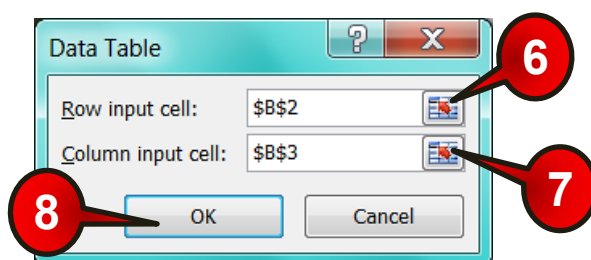 Data Table
6
Row input cell: $B$2
Column input cell: $B$3
7
8
OK Cancel